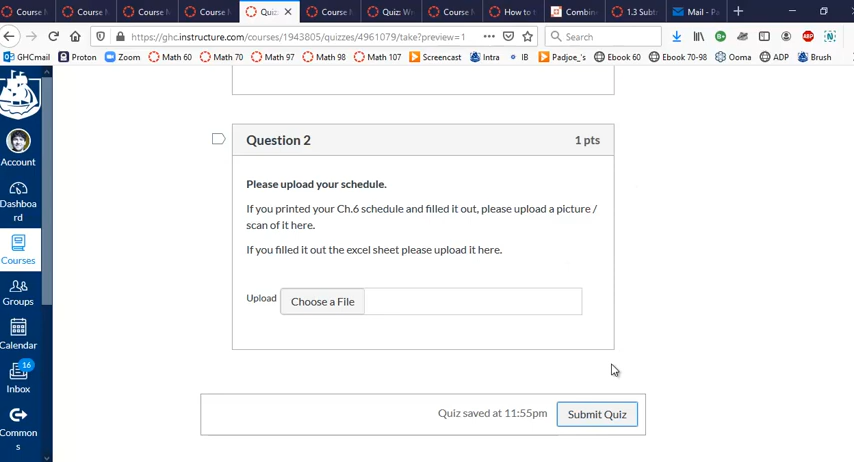 Course M
Course M
Course M
Course M
Quiz
Course M
Quiz: We
Course M
How to t
Combine
1.3 Subtr
Mail - Pa
https://ghc.instructure.com/courses/1943805/quizzes/4961079/take?preview=1
Search
GHCmail
Proton
Zoom
Math 60
Math 70
Math 97
Math 98
Math 107
Screencast
Intra
IB
Padjoe_'s
Ebook 60
Ebook 70-98
Ooma
ADP
Brush
Account
Dashboa
rd
Courses
Groups
Calendar
16
Inbox
Common
s
Question 2
1 pts
Please upload your schedule.
If you printed your Ch.6 schedule and filled it out, please upload a picture /
scan of it here.
If you filled it out the excel sheet please upload it here.
Upload
Choose a File
Quiz saved at 11:55pm
Submit Quiz